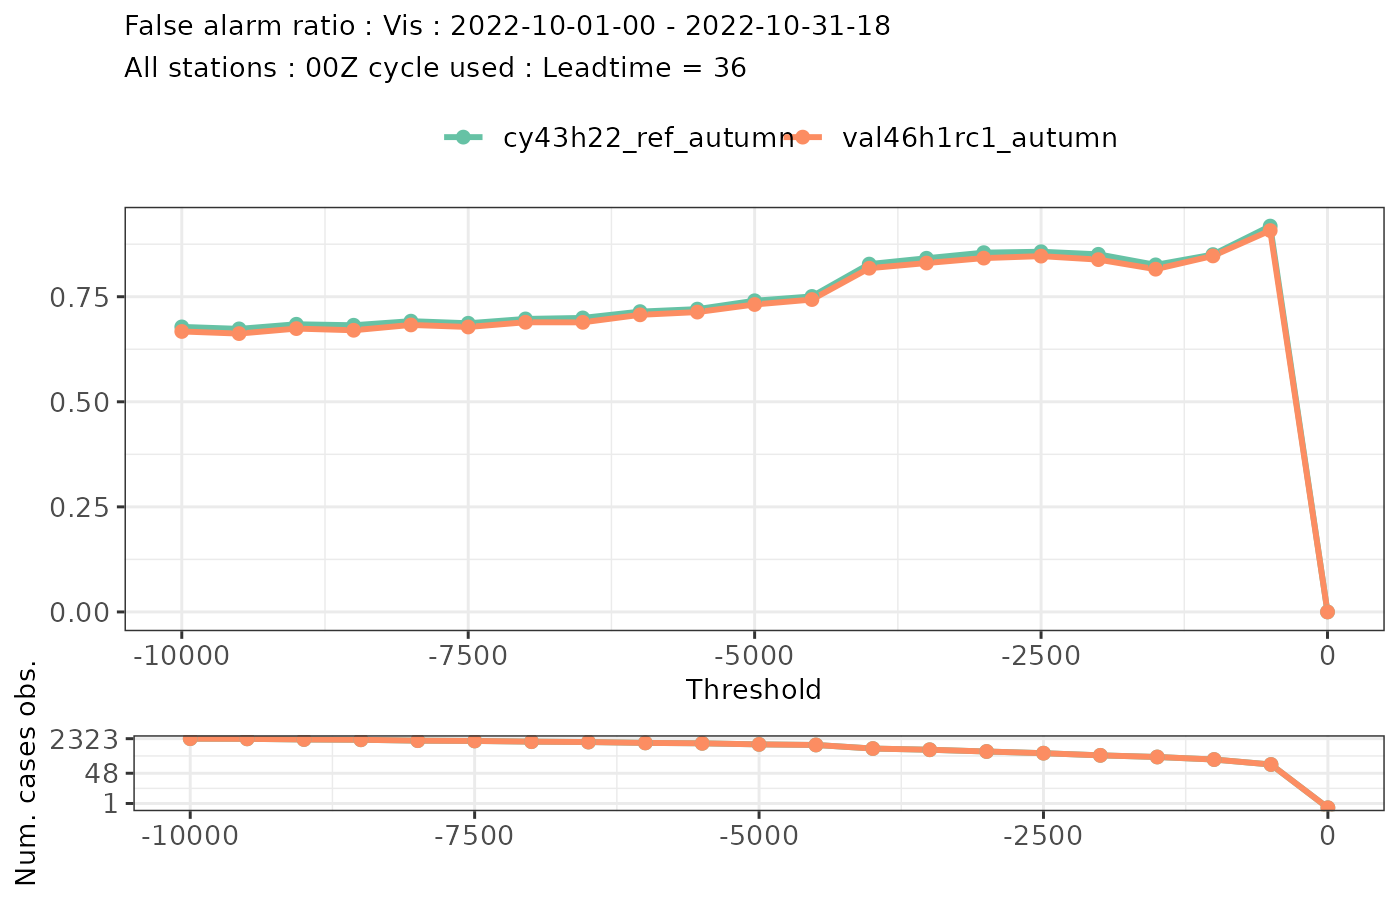 False alarm ratio : Vis : 2022-10-01-00 - 2022-10-31-18
All stations : 00Z cycle used : Leadtime = 36
cy43h22_ref_autumn val46h1rc1_autumn
0.75
0.50
0.25
0.00
-10000 -7500 -5000 -2500 0
Threshold
Num. cases obs.
2323
48
1
-10000 -7500 -5000 -2500 0